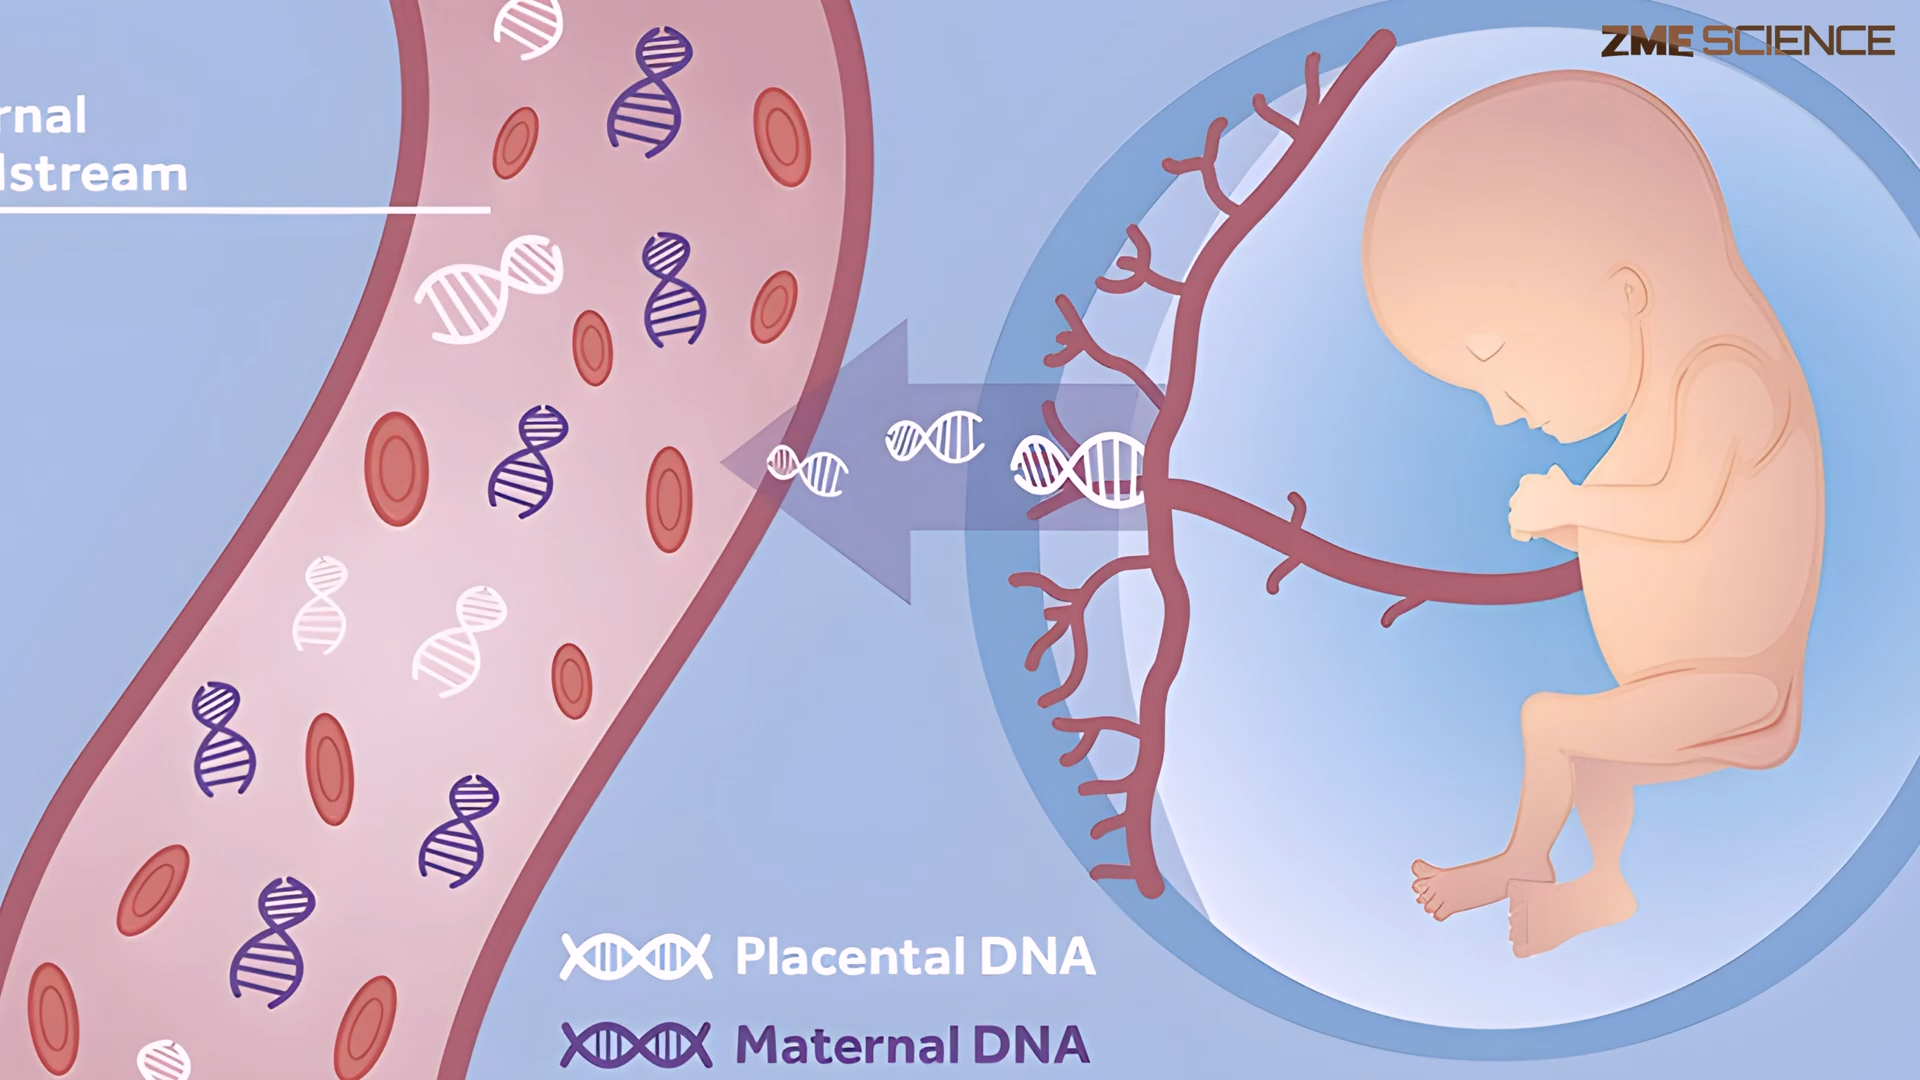 ZME SCIENCE
rnal
lstream
Placental DNA
Maternal DNA